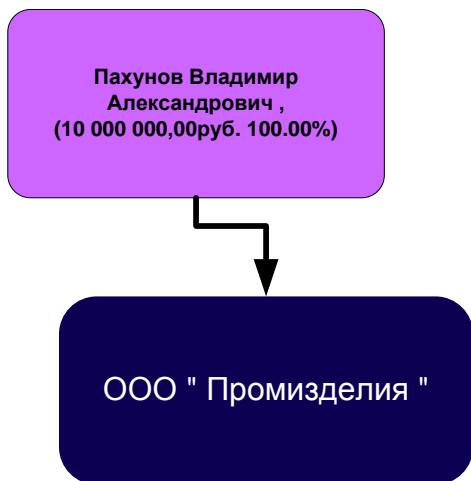 Пахунов Владимир
Александрович ,
(10 000 000,00руб. 100.00%)
ООО " Промизделия "